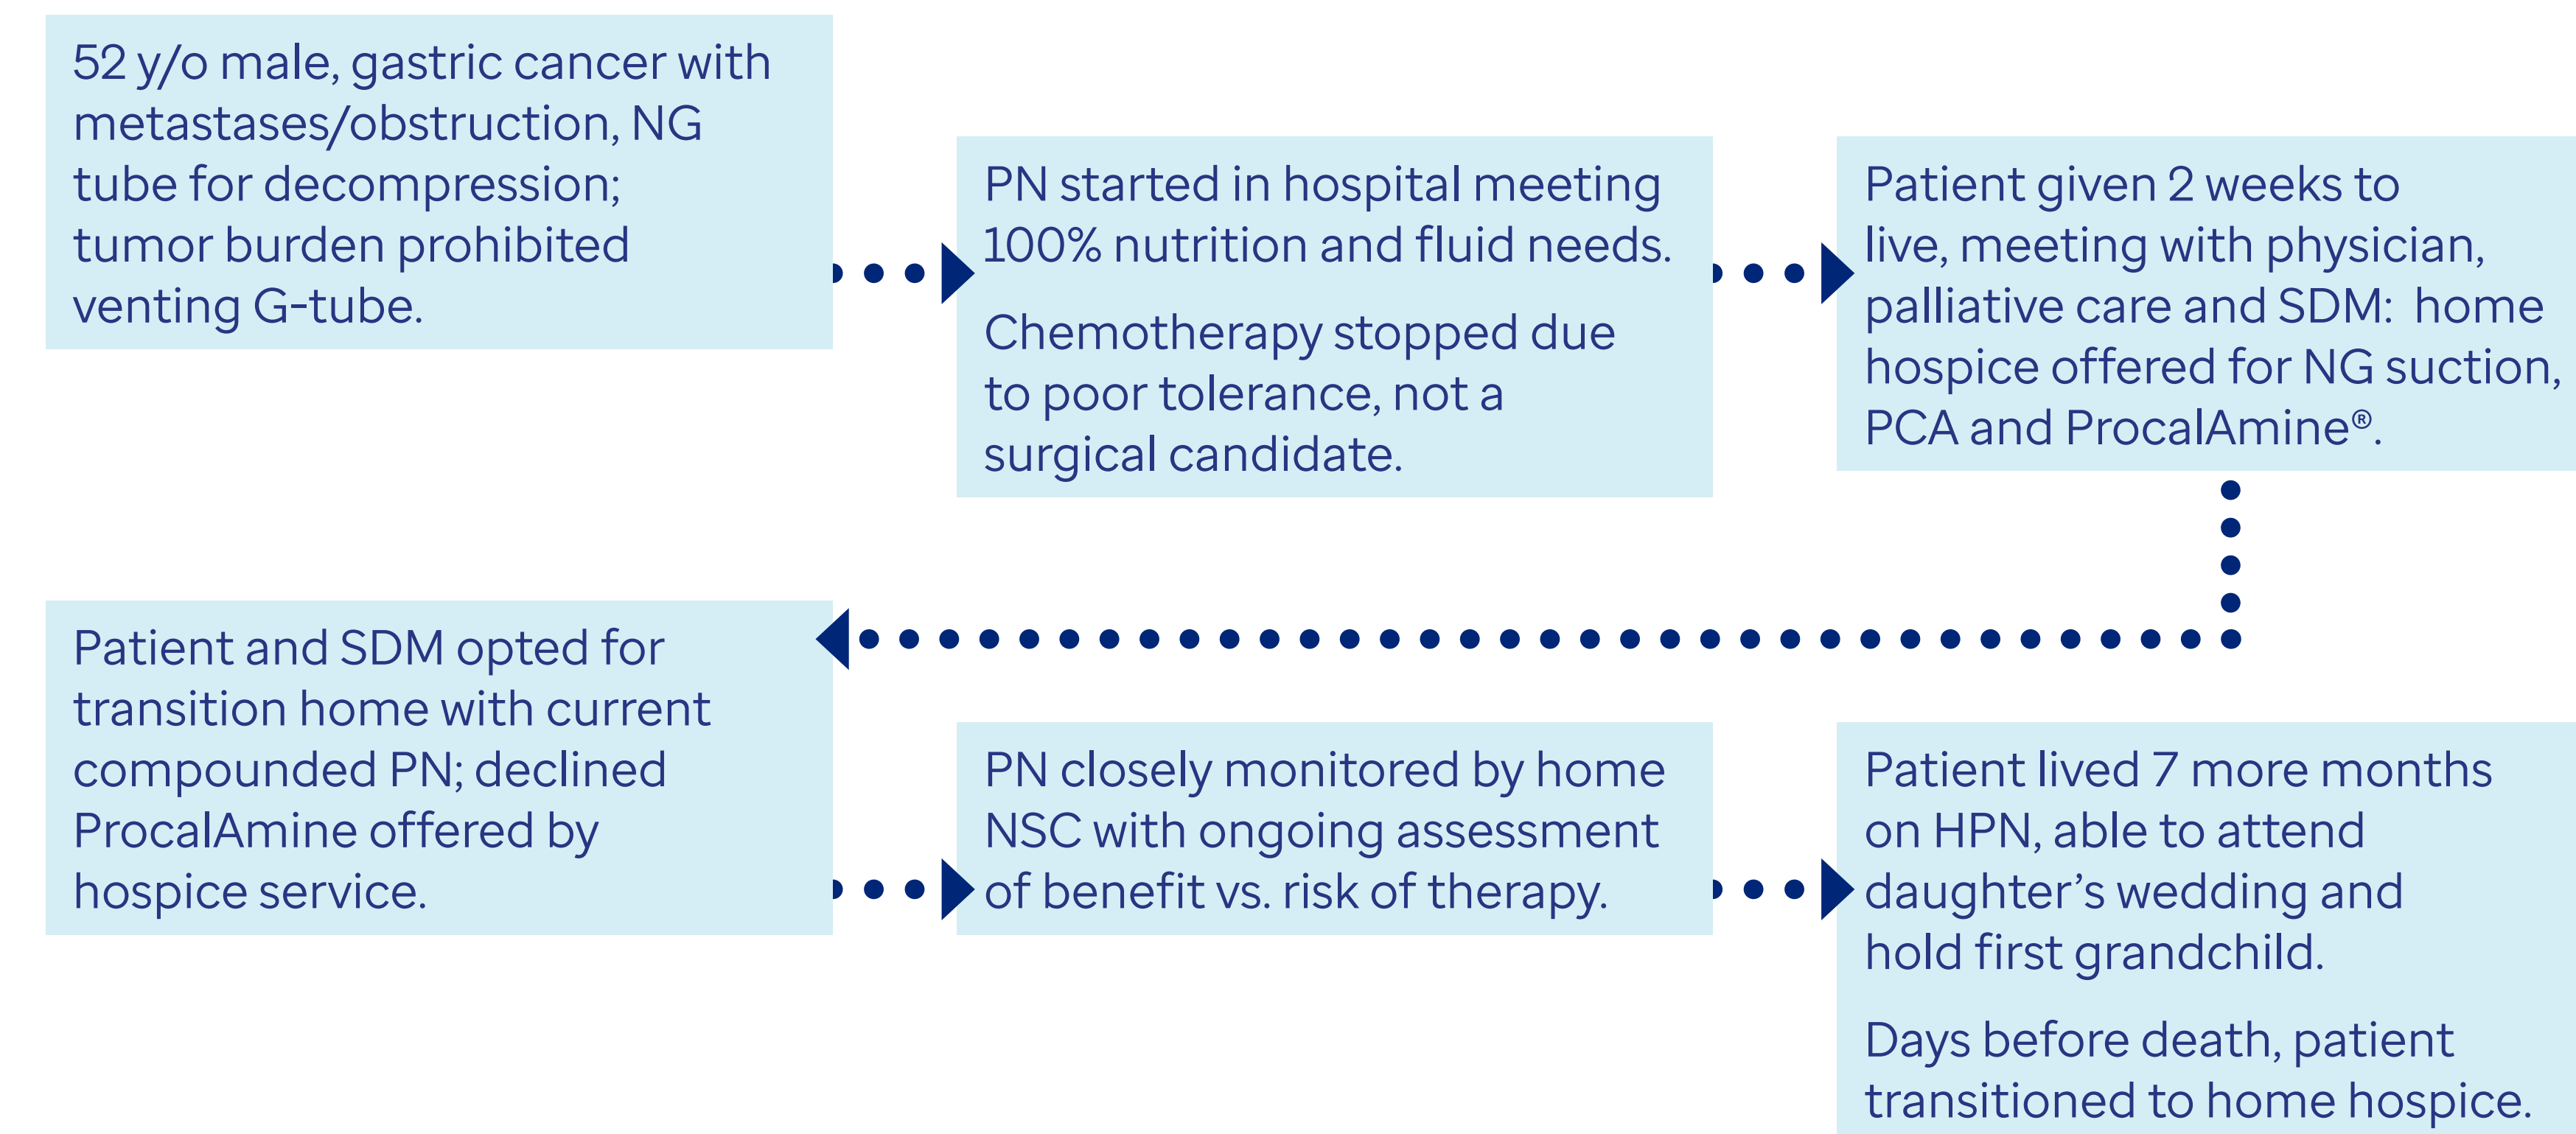 52 y/o male, gastric cancer with
metastases/obstruction, NG
tube for decompression;
tumor burden prohibited
venting G-tube.
PN started in hospital meeting
100% nutrition and fluid needs.
Chemotherapy stopped due
to poor tolerance, not a
surgical candidate.
Patient given 2 weeks to
live, meeting with physician,
palliative care and SDM:  home
hospice offered for NG suction,
PCA and ProcalAmine®.
Patient and SDM opted for
transition home with current
compounded PN; declined
ProcalAmine offered by
hospice service.
PN closely monitored by home
NSC with ongoing assessment
of benefit vs. risk of therapy.
Patient lived 7 more months
on HPN, able to attend
daughter’s wedding and
hold first grandchild.
Days before death, patient
transitioned to home hospice.